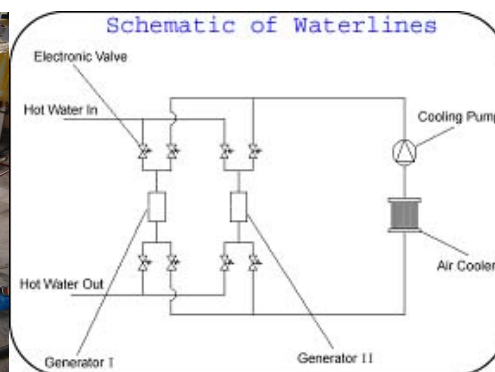 Schematic of Waterlines
Electronic Valve
Hot Water In
Cooling Pump
Air Cooler
Hot Water Out
Generator I
Generator II